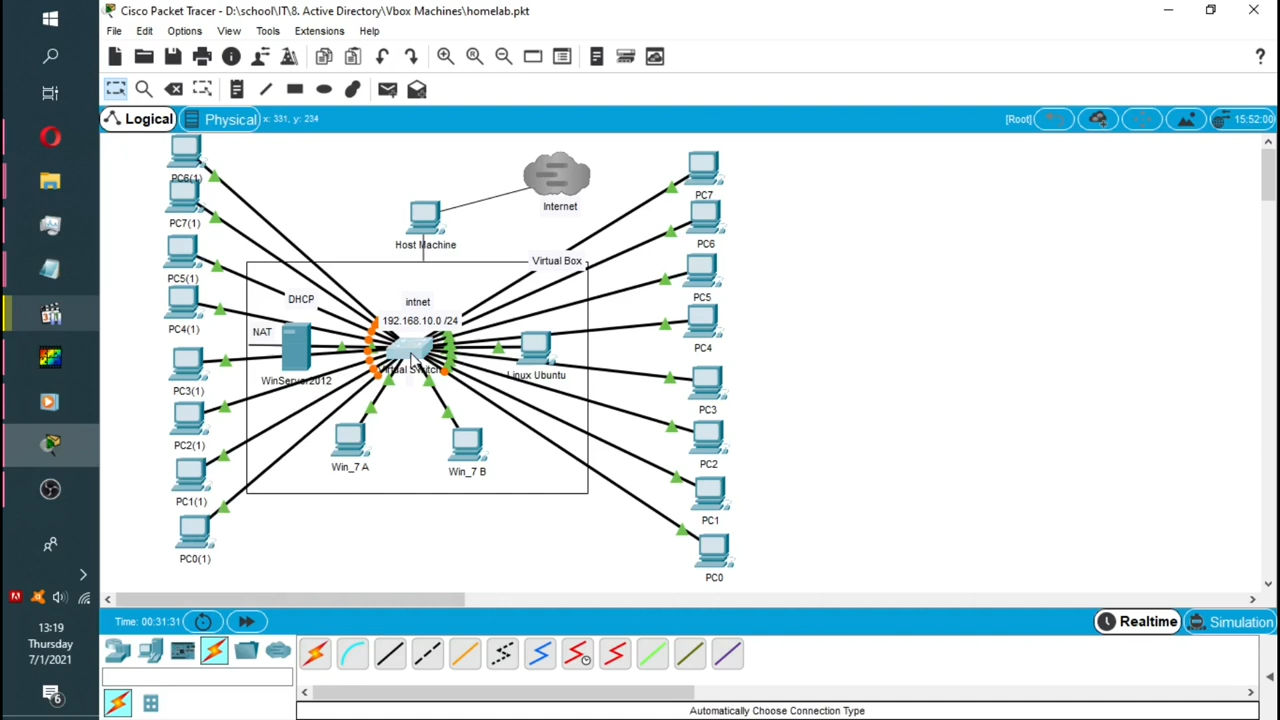 Cisco Packet Tracer - D:\school\IT\8. Active Directory\Vbox Machines\homelab.pkt
File Edit Options View Tools Extensions Help
?
Logical Physical x: 331, y: 234 [Root] 15:52:00
PC6(1)
PC7(1)
PC5(1)
PC4(1)
PC3(1)
PC2(1)
PC1(1)
PC0(1)
Internet
Host Machine
Virtual Box
DHCP
intnet
192.168.10.0 /24
NAT
WinServer2012
Virtual Switch
Linux Ubuntu
Win_7 A
Win_7 B
PC7
PC6
PC5
PC4
PC3
PC2
PC1
PC0
Time: 00:31:31
Realtime Simulation
Automatically Choose Connection Type
13:19
Thursday
7/1/2021
6